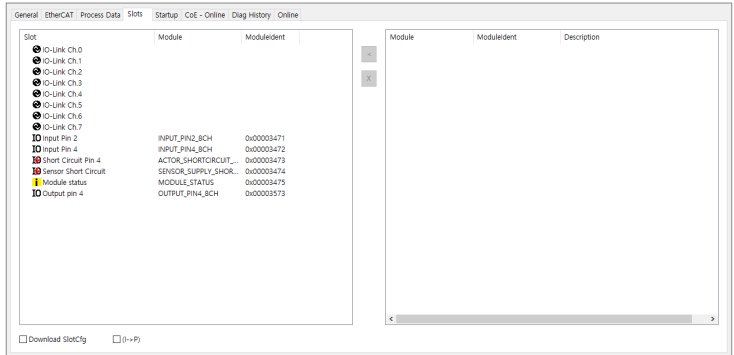 General EtherCAT Process Data Slots Startup CoE - Online Diag History Online
Slot Module ModuleIdent
IO-Link Ch.0
IO-Link Ch.1
IO-Link Ch.2
IO-Link Ch.3
IO-Link Ch.4
IO-Link Ch.5
IO-Link Ch.6
IO-Link Ch.7
IO Input Pin 2 INPUT_PIN2_8CH 0x00003471
IO Input Pin 4 INPUT_PIN4_8CH 0x00003472
Short Circuit Pin 4 ACTOR_SHORTCIRCUIT_... 0x00003473
Sensor Short Circuit SENSOR_SUPPLY_SHOR... 0x00003474
i Module status MODULE_STATUS 0x00003475
IO Output pin 4 OUTPUT_PIN4_8CH 0x00003573
<
X
Module ModuleIdent Description
Download SlotCfg (I->P)